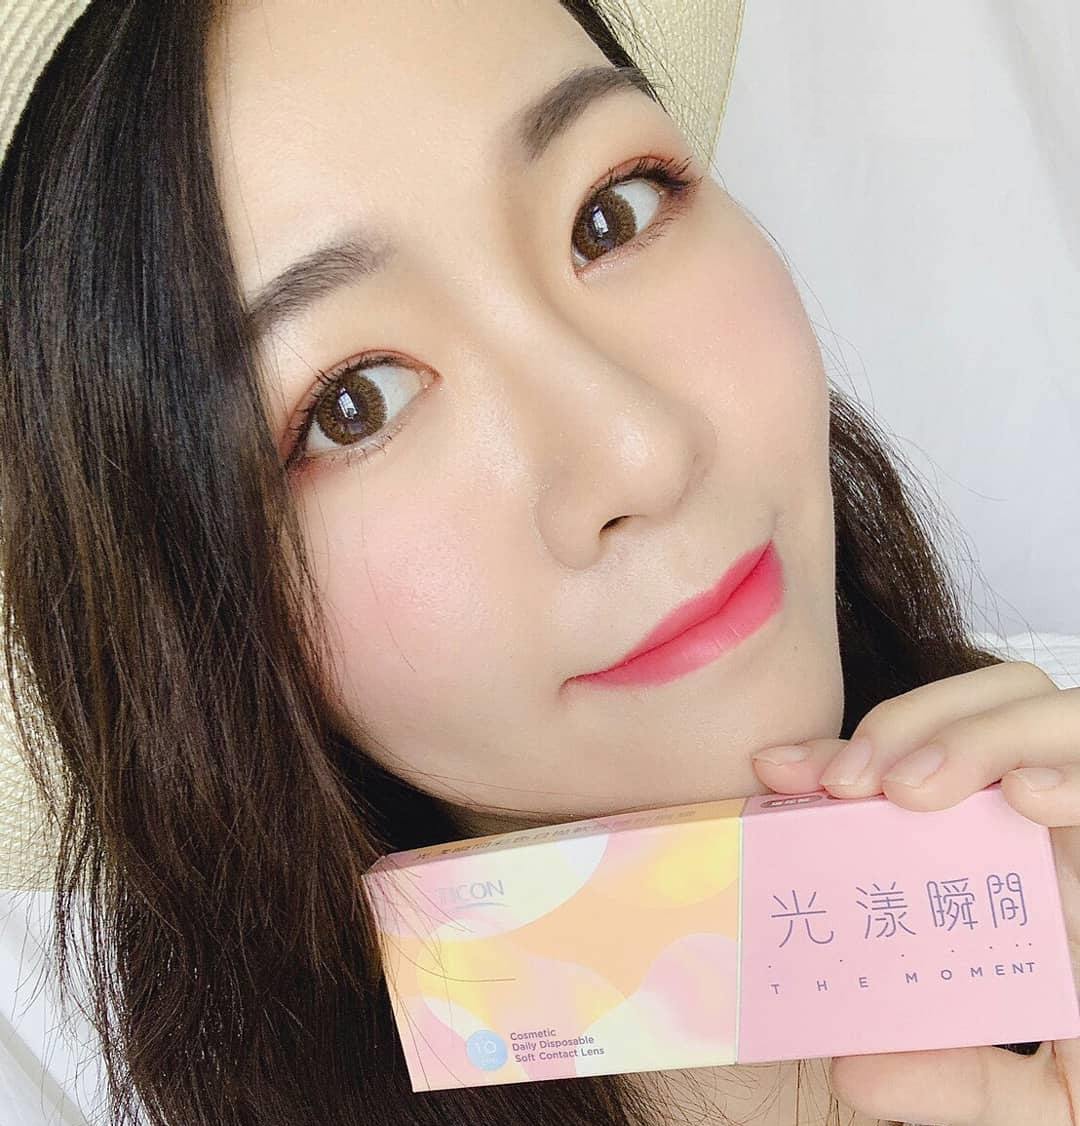 TICON
光漾瞬間
THE MOMENT
10
Cosmetic
Daily Disposable
Soft Contact Lens